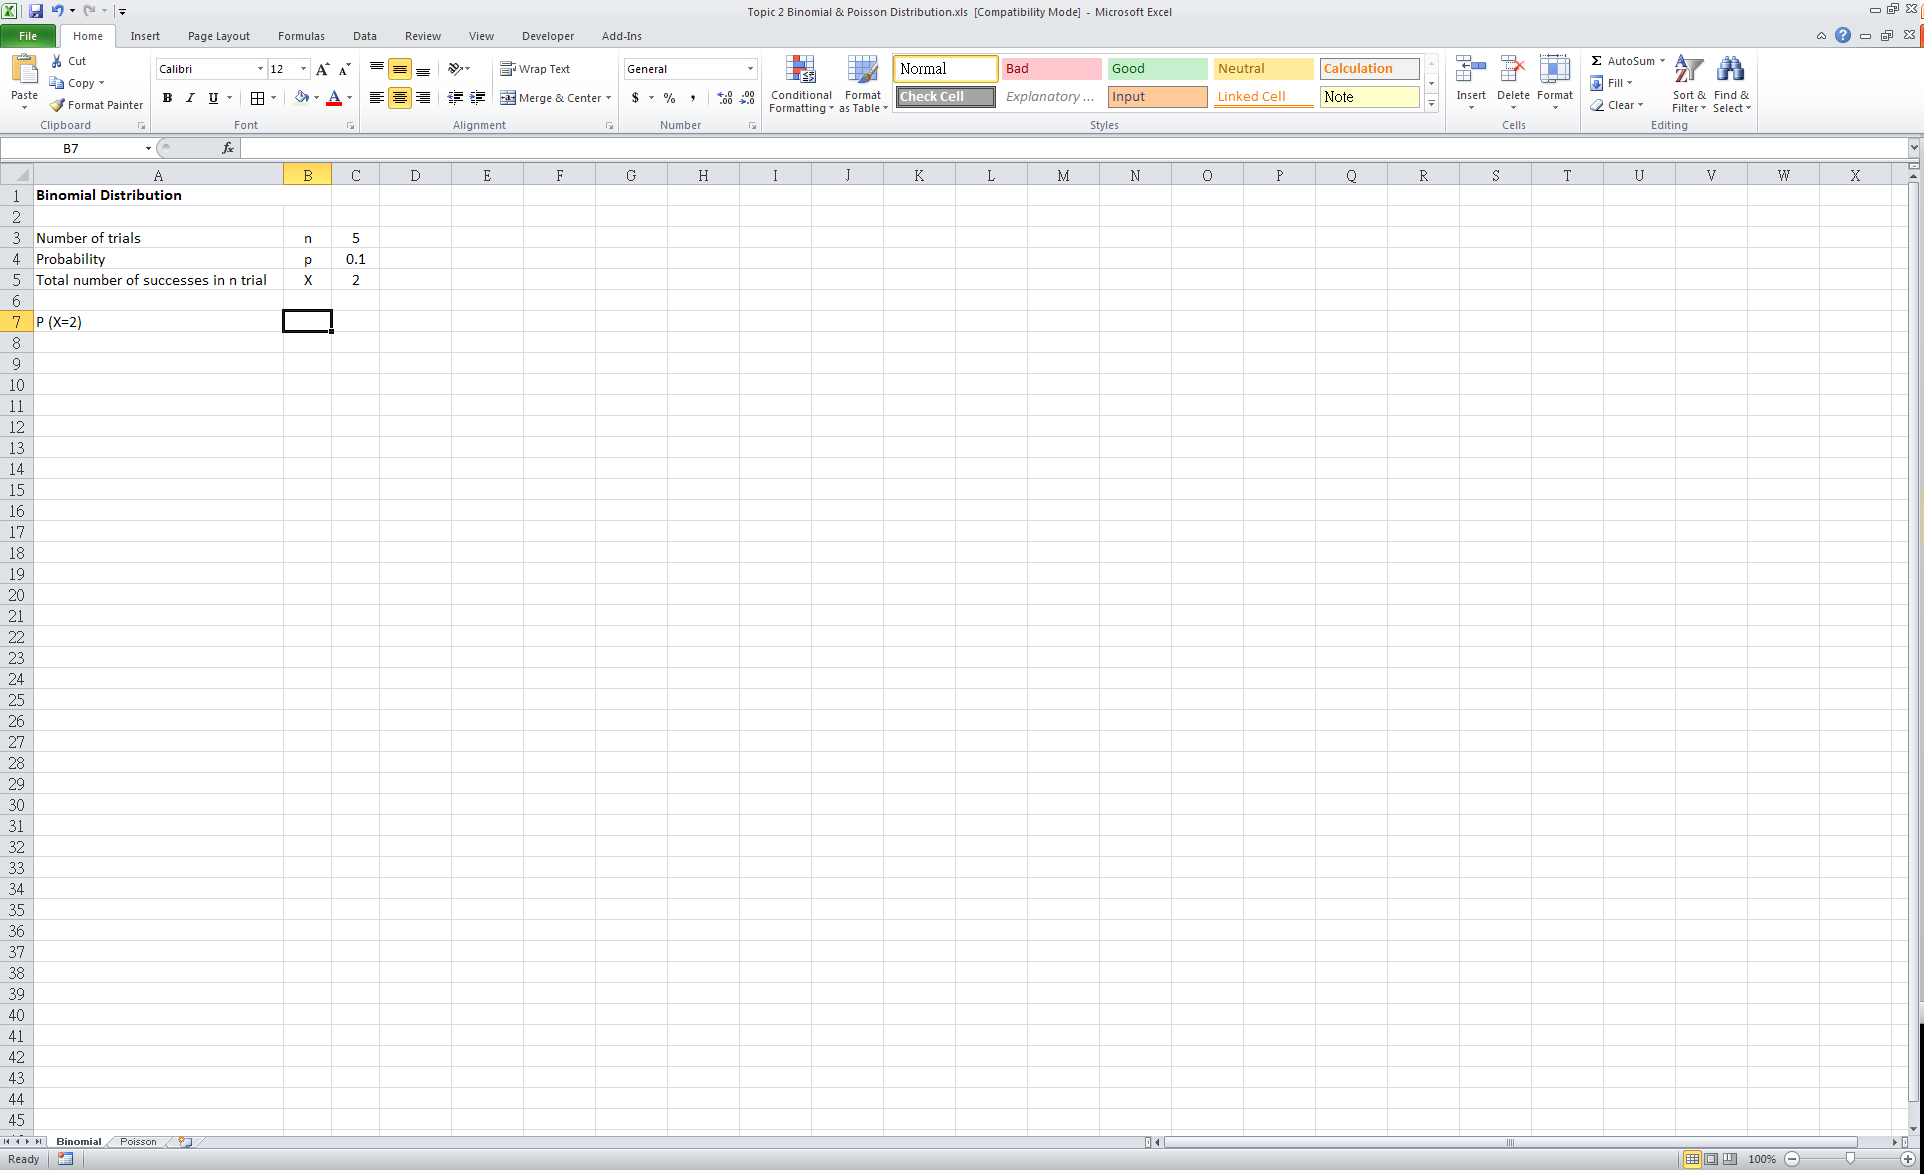 Topic 2 Binomial & Poisson Distribution.xls [Compatibility Mode] - Microsoft Excel
File Home Insert Page Layout Formulas Data Review View Developer Add-Ins
Paste Cut Copy Format Painter
Calibri 12
B I U
Wrap Text
Merge & Center
General
$ % ,
Conditional Formatting
Format as Table
Normal Bad Good Neutral Calculation
Check Cell Explanatory ... Input Linked Cell Note
Insert Delete Format
Σ AutoSum
Fill
Clear
Sort & Filter
Find & Select
Clipboard Font Alignment Number Styles Cells Editing
B7 fx
A B C D E F G H I J K L M N O P Q R S T U V W X
1 Binomial Distribution
2
3 Number of trials n 5
4 Probability p 0.1
5 Total number of successes in n trial X 2
6
7 P (X=2)
8
9
10
11
12
13
14
15
16
17
18
19
20
21
22
23
24
25
26
27
28
29
30
31
32
33
34
35
36
37
38
39
40
41
42
43
44
45
Binomial Poisson
Ready 100%